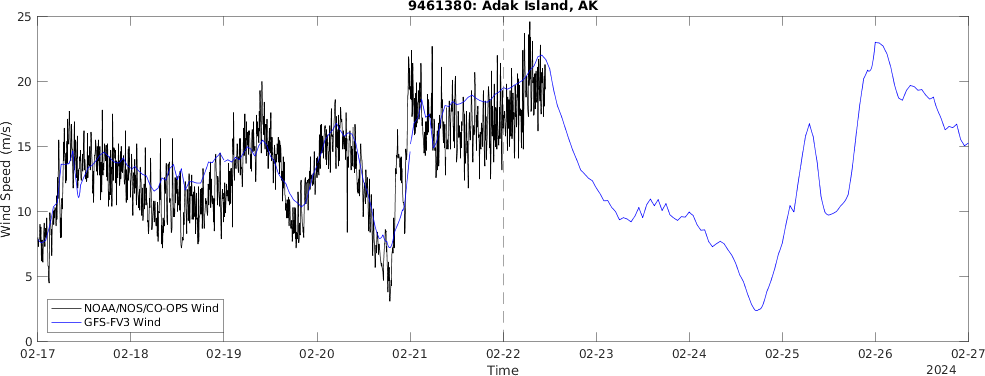 9461380: Adak Island, AK
25
20
15
10
5
0
Wind Speed (m/s)
NOAA/NOS/CO-OPS Wind
GFS-FV3 Wind
02-17 02-18 02-19 02-20 02-21 02-22 02-23 02-24 02-25 02-26 02-27
Time
2024